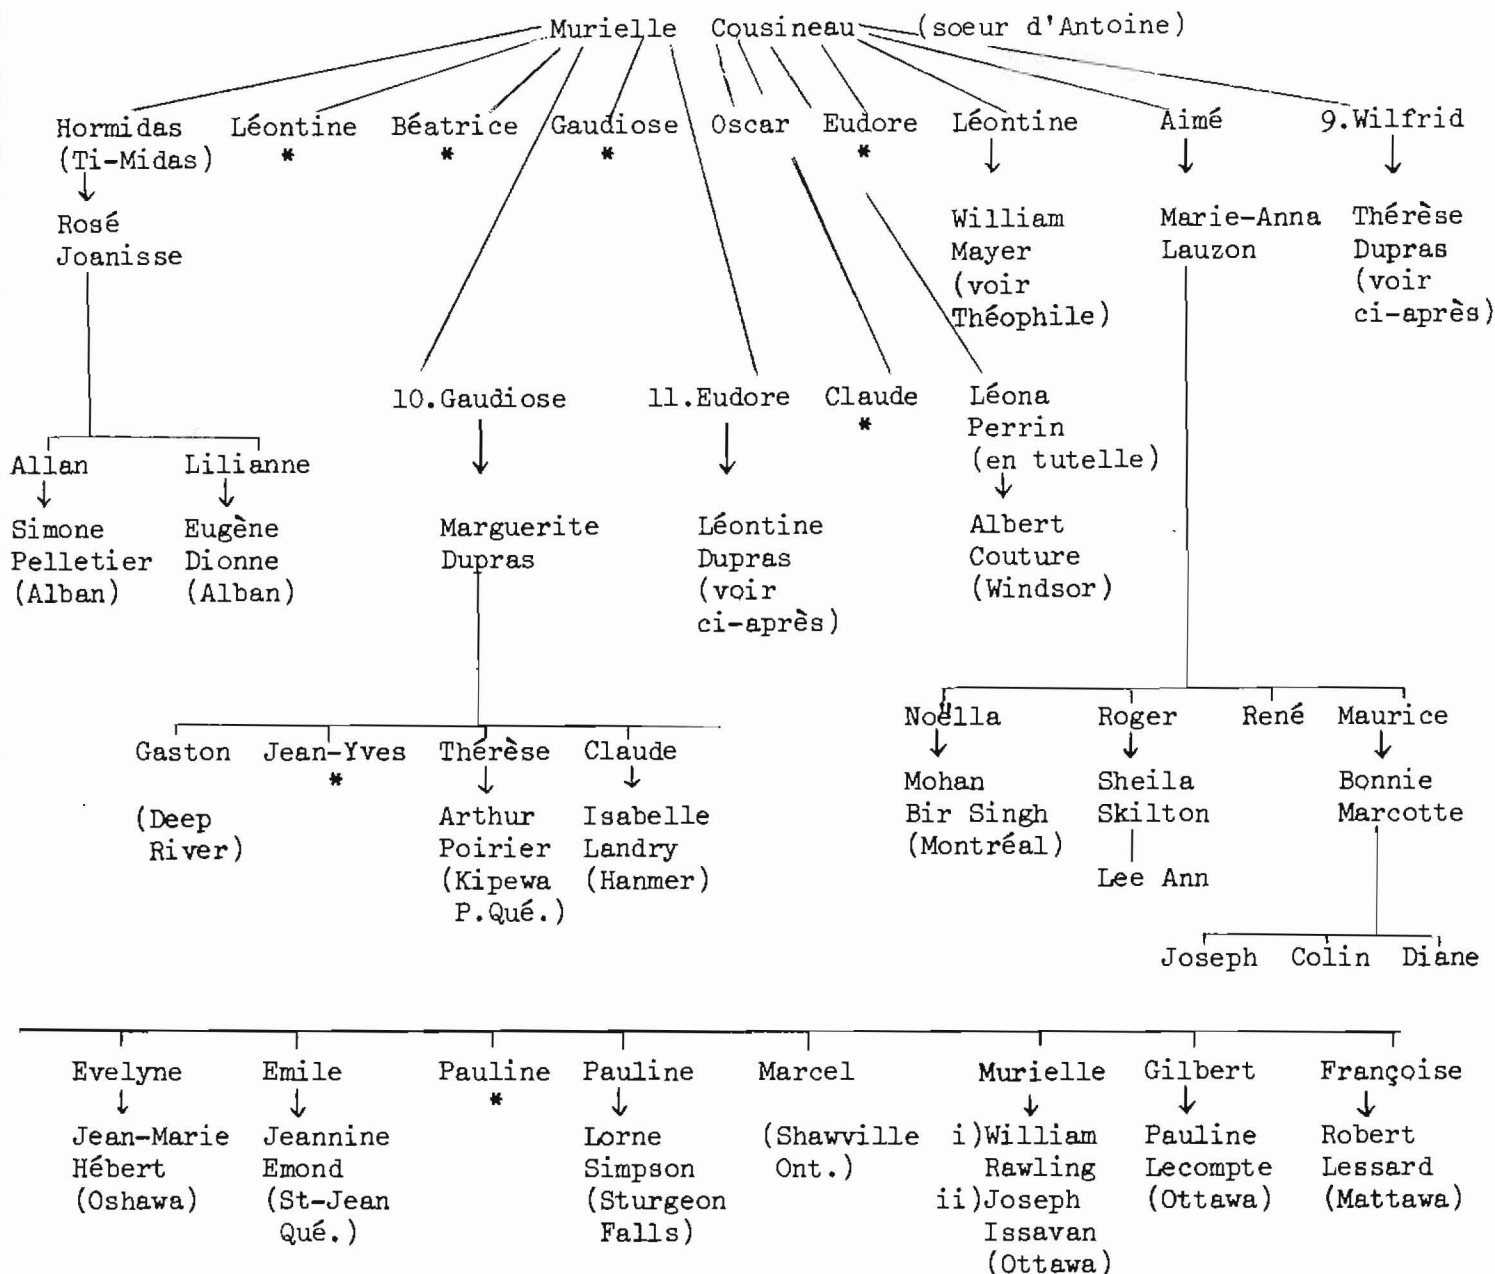 Murielle Cousineau (soeur d'Antoine)
Hormidas Léontine Béatrice Gaudiose Oscar Eudore Léontine Aimé 9.Wilfrid
(Ti-Midas) * * * *
Rosé William Marie-Anna Thérèse
Joanisse Mayer Lauzon Dupras
(voir (voir
Théophile) ci-après)
10.Gaudiose 11.Eudore Claude Léona
* Perrin
Allan Lilianne (en tutelle)
Simone Eugène Marguerite Léontine Albert
Pelletier Dionne Dupras Dupras Couture
(Alban) (Alban) (voir (Windsor)
ci-après)
Noëlla Roger René Maurice
Gaston Jean-Yves Thérèse Claude
*
Mohan Sheila Bonnie
(Deep Arthur Isabelle Bir Singh Skilton Marcotte
River) Poirier Landry (Montréal)
(Kipewa (Hanmer) Lee Ann
P.Qué.)
Joseph Colin Diane
Evelyne Emile Pauline Pauline Marcel Murielle Gilbert Françoise
*
Jean-Marie Jeannine Lorne (Shawville i)William Pauline Robert
Hébert Emond Simpson Ont.) Rawling Lecompte Lessard
(Oshawa) (St-Jean (Sturgeon ii)Joseph (Ottawa) (Mattawa)
Qué.) Falls) Issavan
(Ottawa)